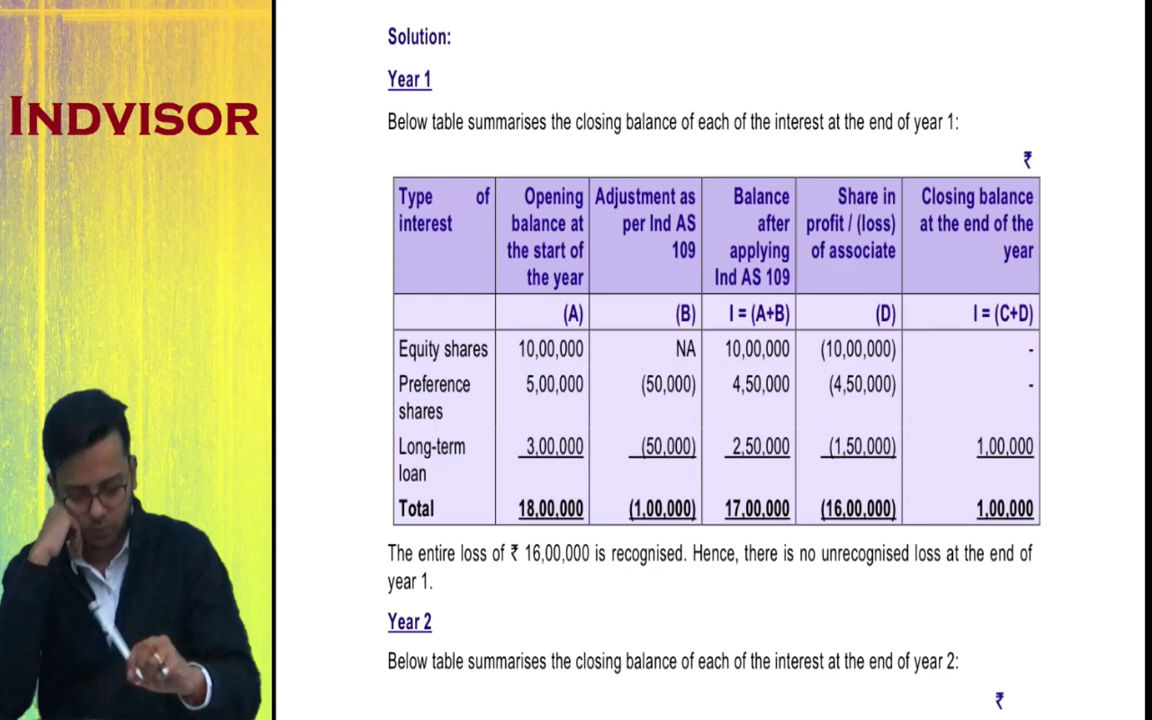 INDVISOR
Solution:
Year 1
Below table summarises the closing balance of each of the interest at the end of year 1:
₹
Type of interest | Opening balance at the start of the year | Adjustment as per Ind AS 109 | Balance after applying Ind AS 109 | Share in profit / (loss) of associate | Closing balance at the end of the year
(A) | (B) | I = (A+B) | (D) | I = (C+D)
Equity shares | 10,00,000 | NA | 10,00,000 | (10,00,000) | -
Preference shares | 5,00,000 | (50,000) | 4,50,000 | (4,50,000) | -
Long-term loan | 3,00,000 | (50,000) | 2,50,000 | (1,50,000) | 1,00,000
Total | 18,00,000 | (1,00,000) | 17,00,000 | (16,00,000) | 1,00,000
The entire loss of ₹ 16,00,000 is recognised. Hence, there is no unrecognised loss at the end of
year 1.
Year 2
Below table summarises the closing balance of each of the interest at the end of year 2:
₹